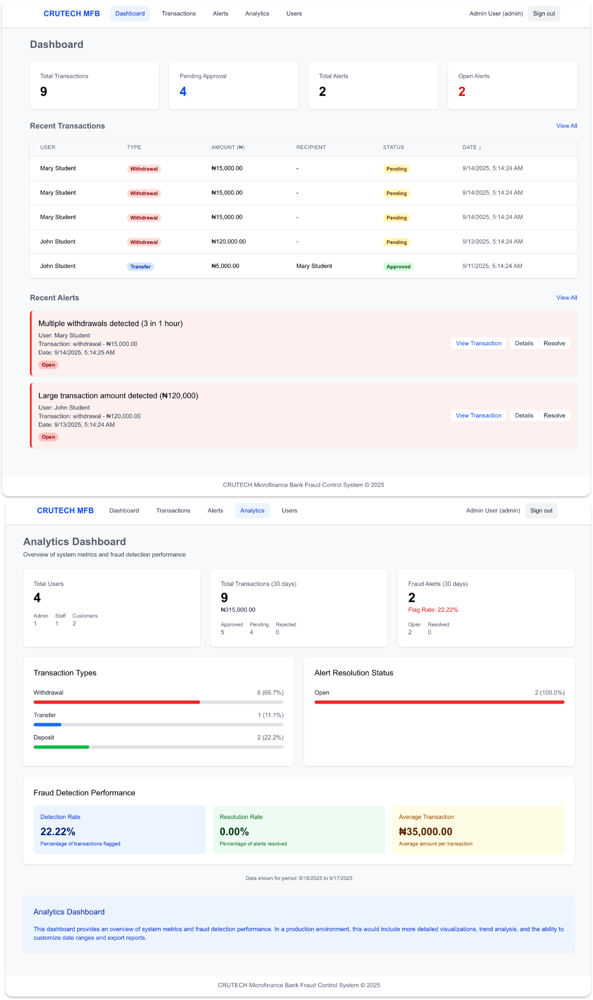 CRUTECH MFB Dashboard Transactions Alerts Analytics Users Admin User (admin) Sign out
Dashboard
Total Transactions Pending Approval Total Alerts Open Alerts
9 4 2 2
Recent Transactions View All
USER TYPE AMOUNT (₦) RECIPIENT STATUS DATE ↓
Mary Student Withdrawal ₦15,000.00 - Pending 9/14/2025, 5:14:24 AM
Mary Student Withdrawal ₦15,000.00 - Pending 9/14/2025, 5:14:24 AM
Mary Student Withdrawal ₦15,000.00 - Pending 9/14/2025, 5:14:24 AM
John Student Withdrawal ₦120,000.00 - Pending 9/13/2025, 5:14:24 AM
John Student Transfer ₦5,000.00 Mary Student Approved 9/11/2025, 5:14:24 AM
Recent Alerts View All
Multiple withdrawals detected (3 in 1 hour)
User: Mary Student
Transaction: withdrawal - ₦15,000.00
Date: 9/14/2025, 5:14:25 AM
Open
View Transaction Details Resolve
Large transaction amount detected (₦120,000)
User: John Student
Transaction: withdrawal - ₦120,000.00
Date: 9/13/2025, 5:14:24 AM
Open
View Transaction Details Resolve
CRUTECH Microfinance Bank Fraud Control System © 2025
CRUTECH MFB Dashboard Transactions Alerts Analytics Users Admin User (admin) Sign out
Analytics Dashboard
Overview of system metrics and fraud detection performance
Total Users
4
Admin Staff Customers
1 1 2
Total Transactions (30 days)
9
₦315,000.00
Approved Pending Rejected
5 4 0
Fraud Alerts (30 days)
2
Flag Rate: 22.22%
Open Resolved
2 0
Transaction Types
Withdrawal 6 (66.7%)
Transfer 1 (11.1%)
Deposit 2 (22.2%)
Alert Resolution Status
Open 2 (100.0%)
Fraud Detection Performance
Detection Rate
22.22%
Percentage of transactions flagged
Resolution Rate
0.00%
Percentage of alerts resolved
Average Transaction
₦35,000.00
Average amount per transaction
Data shown for period: 8/18/2025 to 9/17/2025
Analytics Dashboard
This dashboard provides an overview of system metrics and fraud detection performance. In a production environment, this would include more detailed visualizations, trend analysis, and the ability to
customize date ranges and export reports.
CRUTECH Microfinance Bank Fraud Control System © 2025